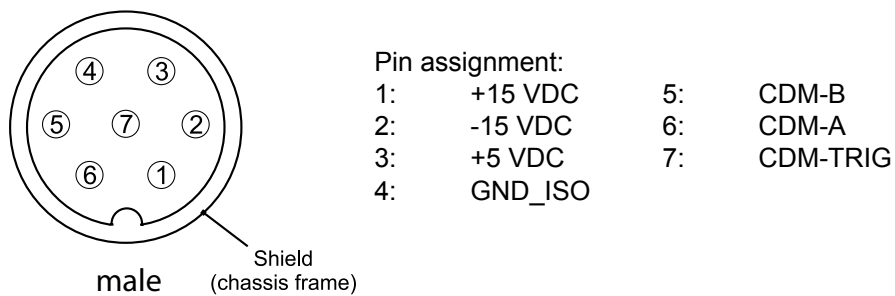 4 3
5 7 2
6 1
male
Shield
(chassis frame)
Pin assignment:
1: +15 VDC 5: CDM-B
2: -15 VDC 6: CDM-A
3: +5 VDC 7: CDM-TRIG
4: GND_ISO